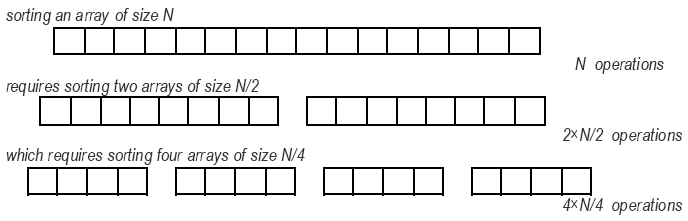 sorting an array of size N
N operations
requires sorting two arrays of size N/2
2×N/2 operations
which requires sorting four arrays of size N/4
4×N/4 operations